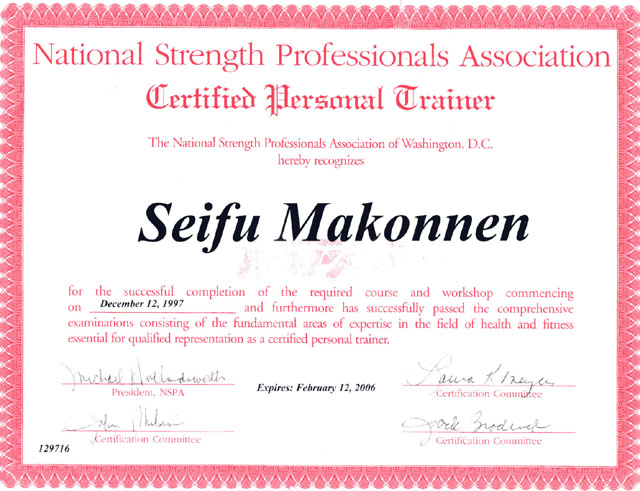 National Strength Professionals Association
Certified Personal Trainer
The National Strength Professionals Association of Washington, D.C.
hereby recognizes
Seifu Makonnen
for the successful completion of the required course and workshop commencing
on December 12, 1997 and furthermore has successfully passed the comprehensive
examinations consisting of the fundamental areas of expertise in the field of health and fitness
essential for qualified representation as a certified personal trainer.
Michael Hollandsworth
President, NSPA
Expires: February 12, 2006
Laura K
Certification Committee
John
Certification Committee
Jack
Certification Committee
129716